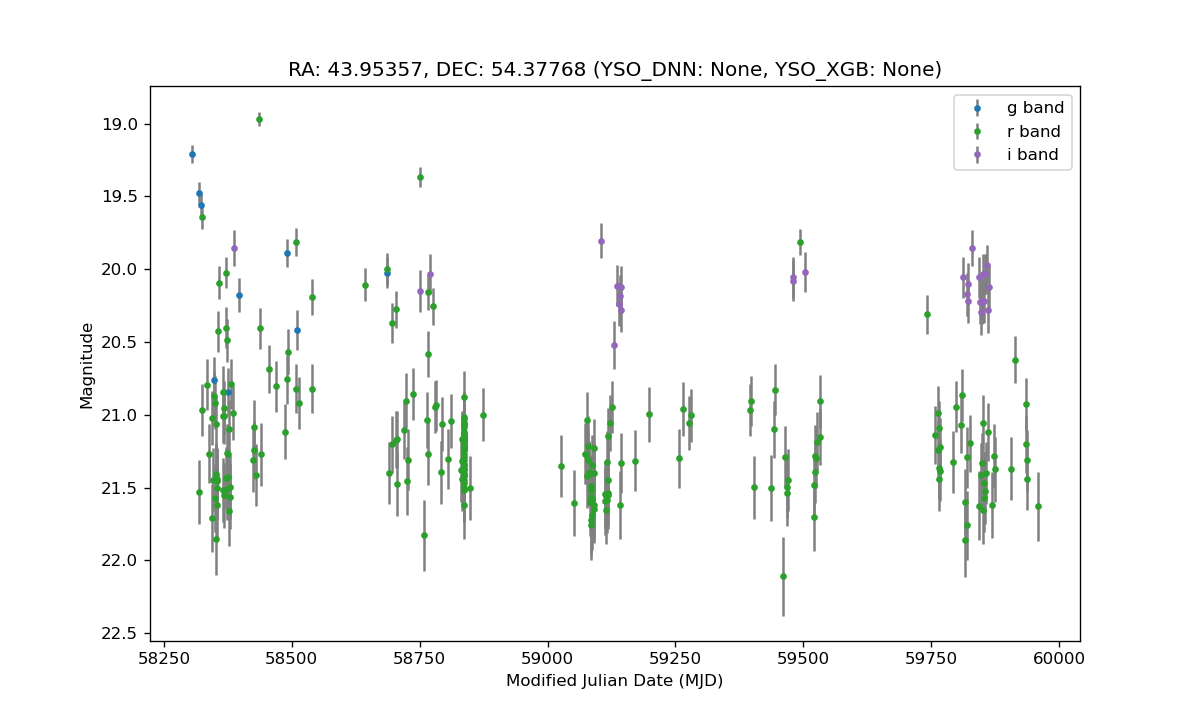 RA: 43.95357, DEC: 54.37768 (YSO_DNN: None, YSO_XGB: None)
g band
r band
i band
19.0
19.5
20.0
20.5
21.0
21.5
22.0
22.5
Magnitude
58250 58500 58750 59000 59250 59500 59750 60000
Modified Julian Date (MJD)